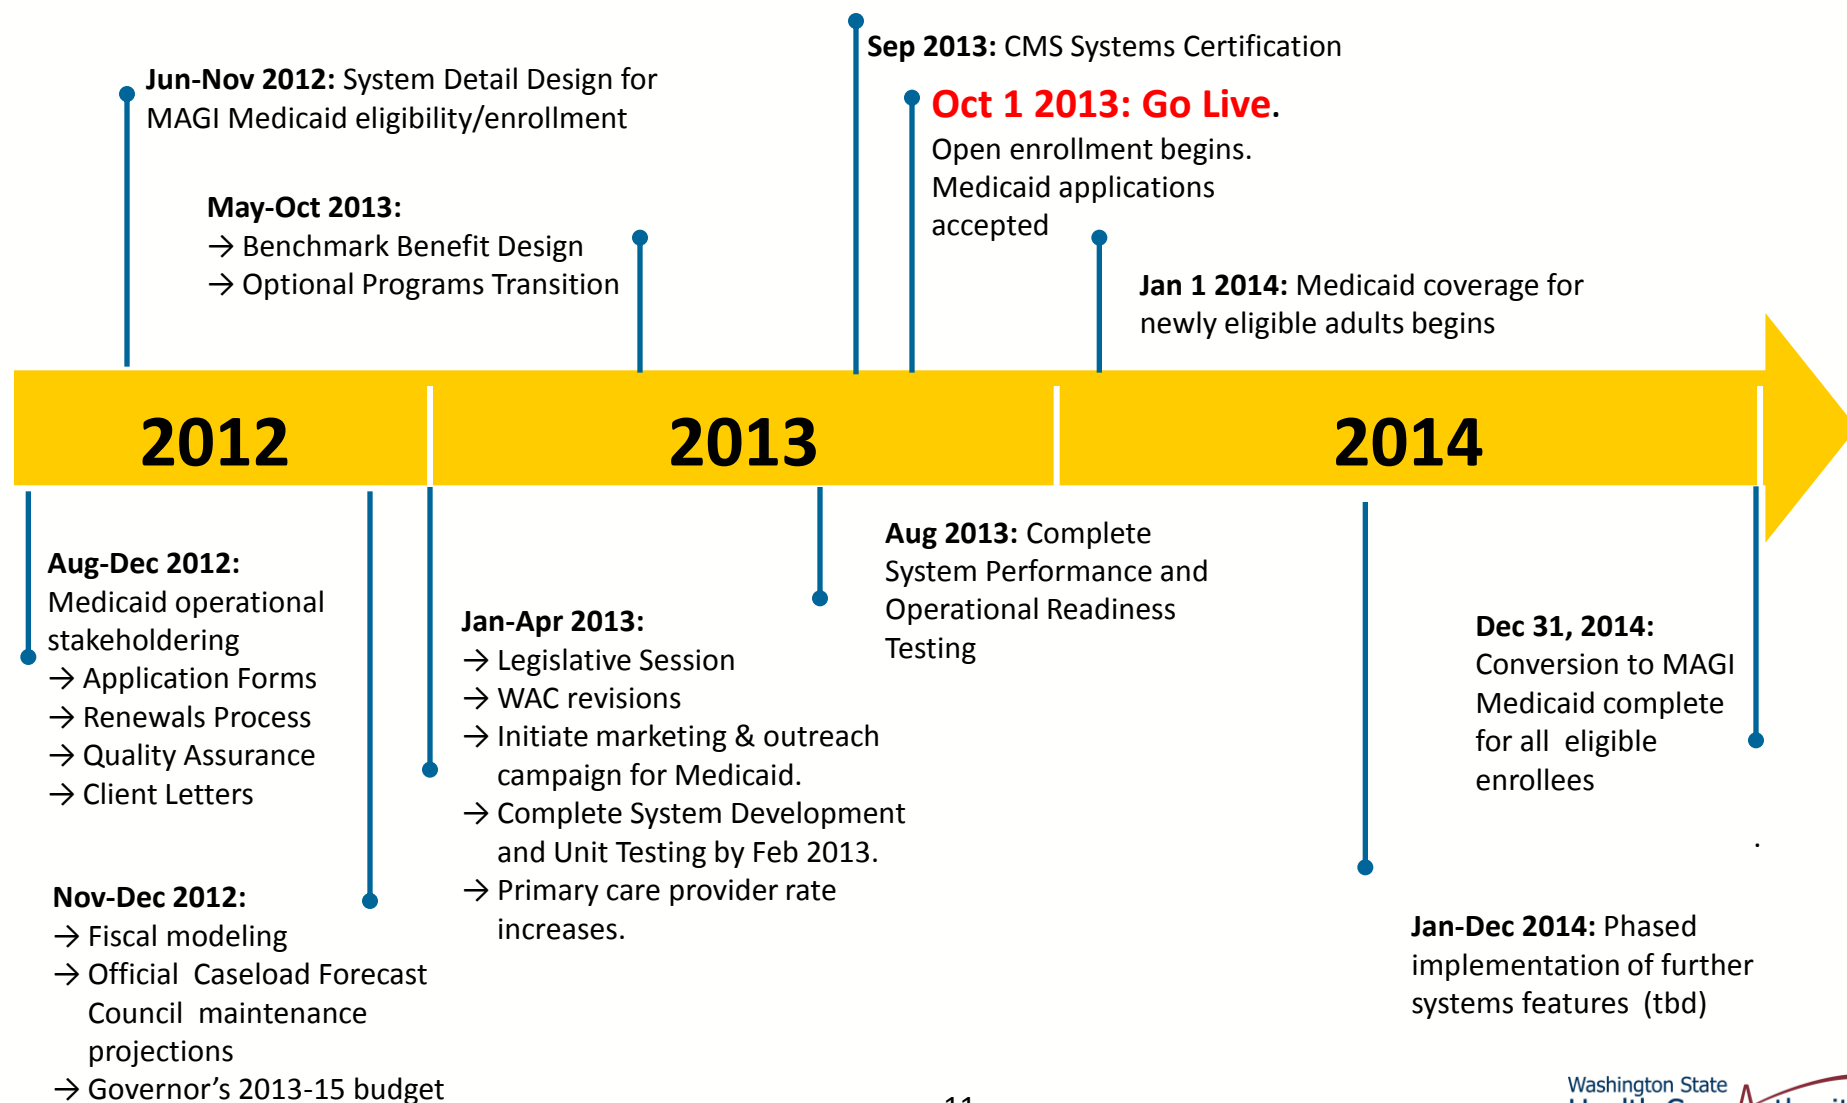 Sep 2013: CMS Systems Certification
Jun-Nov 2012: System Detail Design for
MAGI Medicaid eligibility/enrollment
Oct 1 2013: Go Live.
Open enrollment begins.
Medicaid applications
accepted
May-Oct 2013:
→ Benchmark Benefit Design
→ Optional Programs Transition
Jan 1 2014: Medicaid coverage for
newly eligible adults begins
2012
2013
2014
Aug-Dec 2012:
Medicaid operational
stakeholdering
→ Application Forms
→ Renewals Process
→ Quality Assurance
→ Client Letters
Nov-Dec 2012:
→ Fiscal modeling
→ Official Caseload Forecast
Council maintenance
projections
→ Governor's 2013-15 budget
Jan-Apr 2013:
→ Legislative Session
→ WAC revisions
→ Initiate marketing & outreach
campaign for Medicaid.
→ Complete System Development
and Unit Testing by Feb 2013.
→ Primary care provider rate
increases.
Aug 2013: Complete
System Performance and
Operational Readiness
Testing
Dec 31, 2014:
Conversion to MAGI
Medicaid complete
for all eligible
enrollees
.
Jan-Dec 2014: Phased
implementation of further
systems features (tbd)
11
Washington State